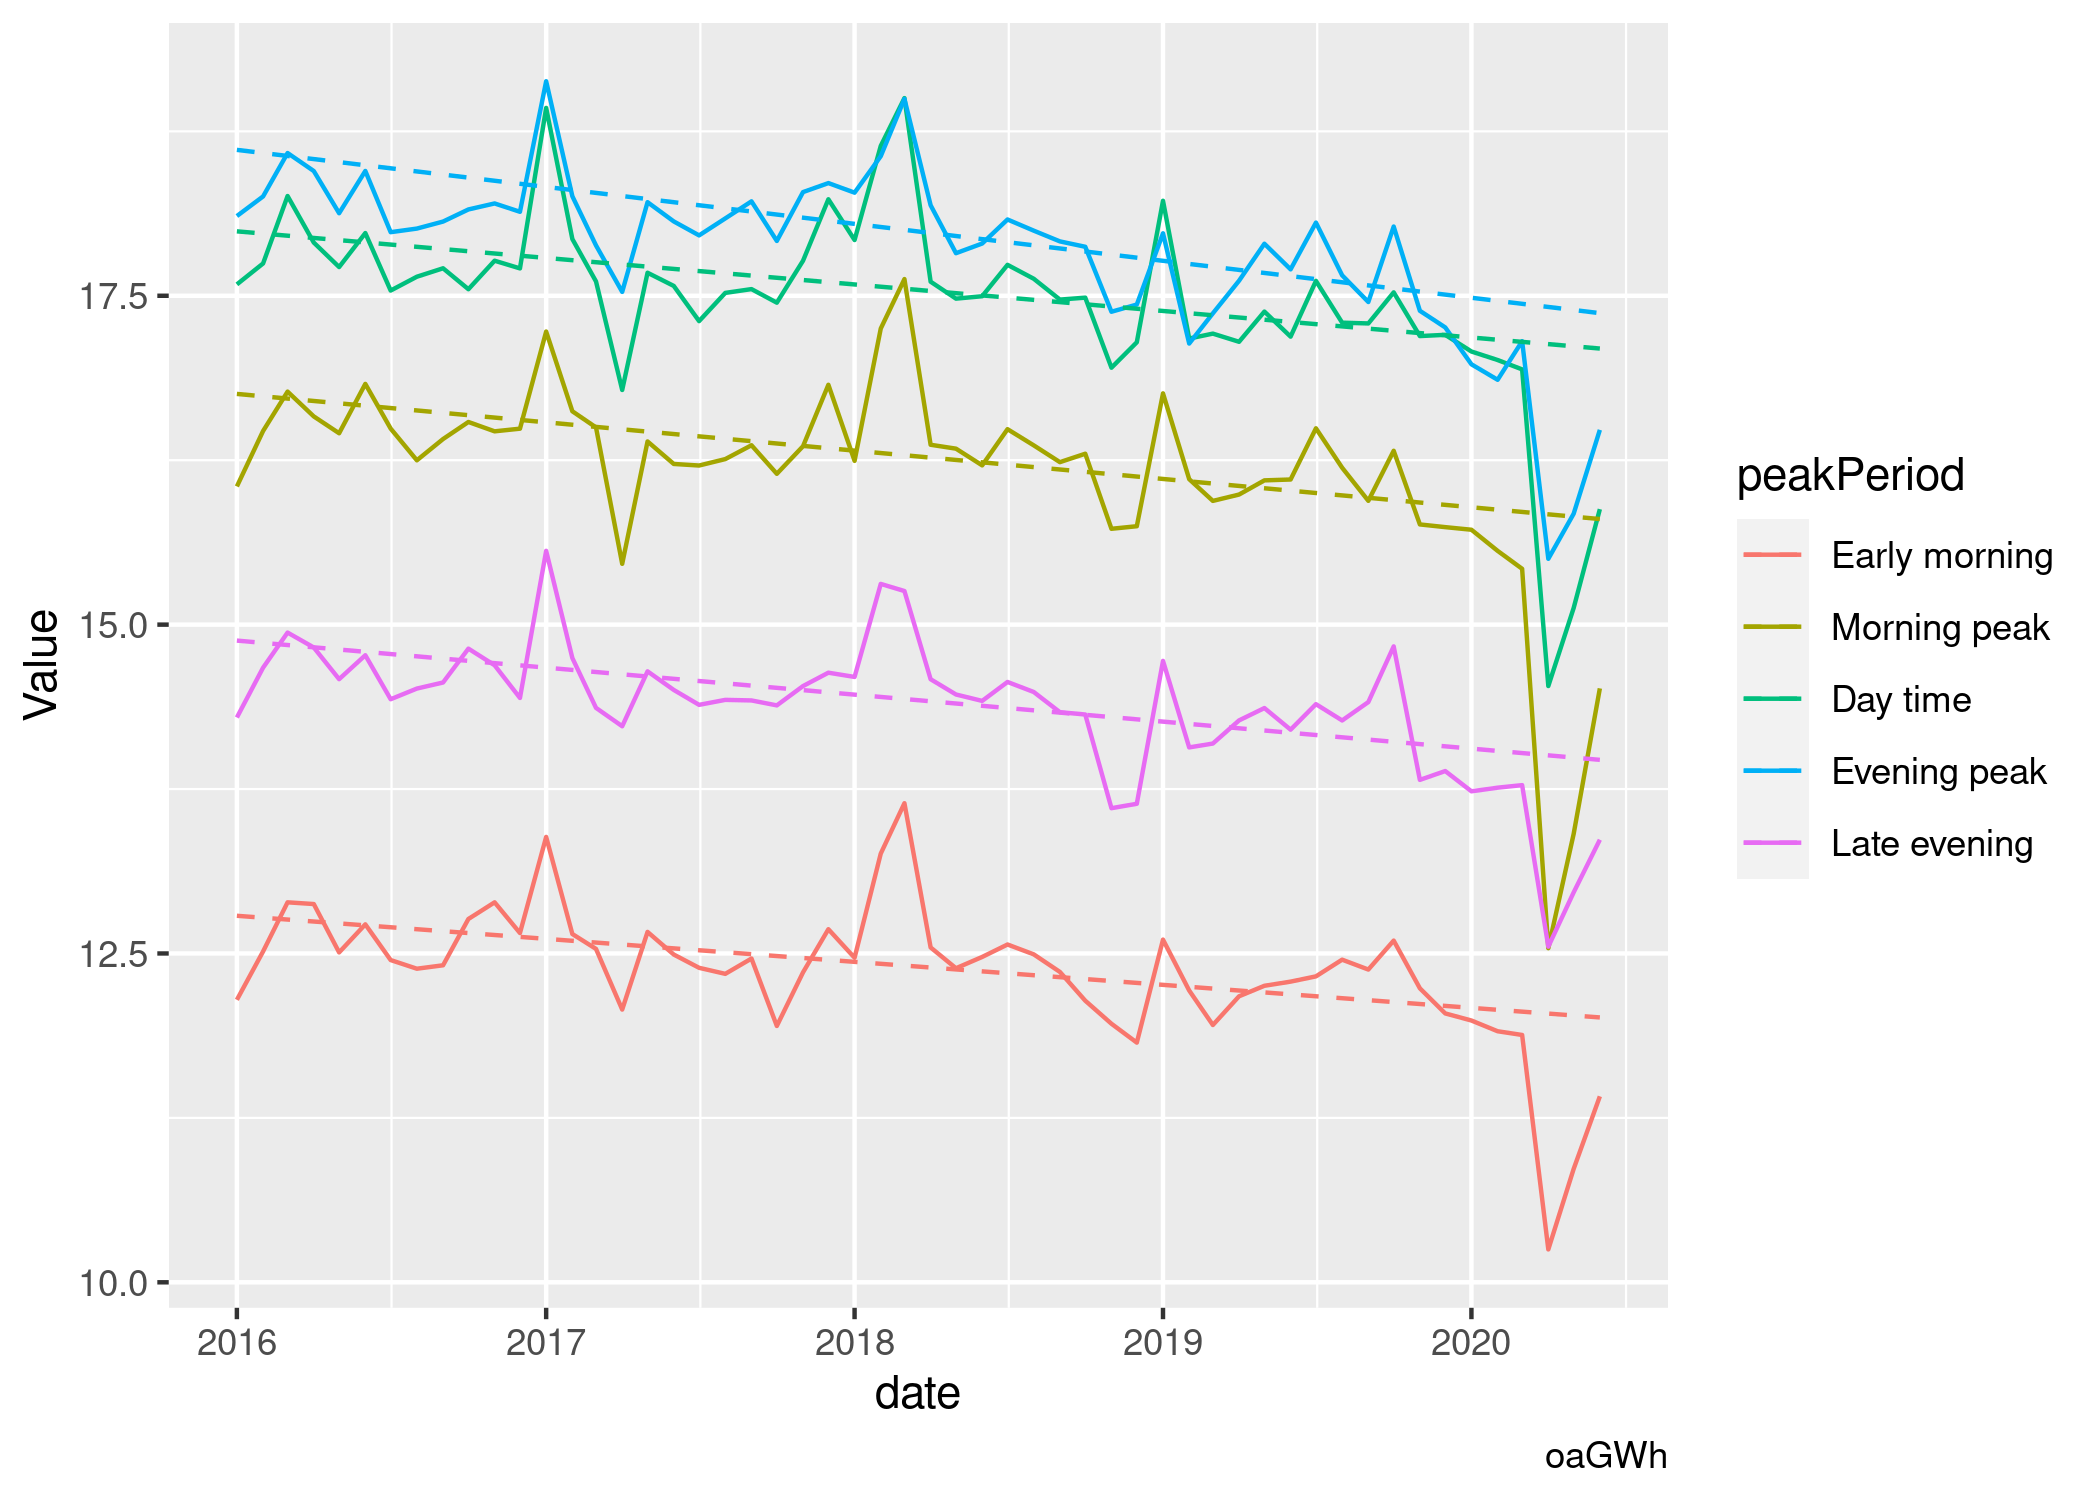 Value
17.5
15.0
12.5
10.0
2016 2017 2018 2019 2020
date
peakPeriod
Early morning
Morning peak
Day time
Evening peak
Late evening
oaGWh